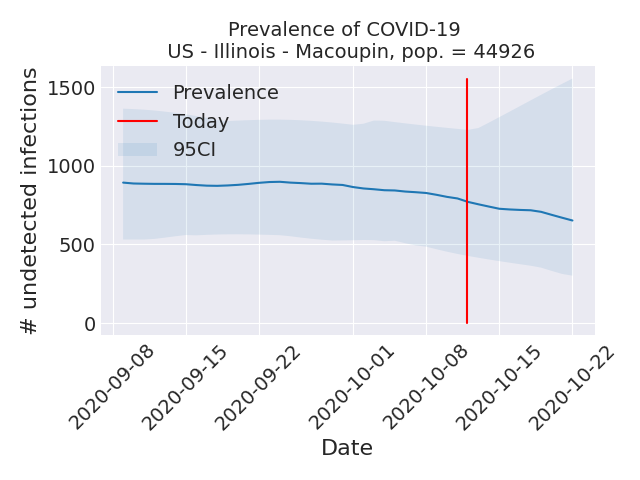 Prevalence of COVID-19
US - Illinois - Macoupin, pop. = 44926
# undetected infections
1500
1000
500
0
Prevalence
Today
95CI
2020-09-08
2020-09-15
2020-09-22
2020-10-01
2020-10-08
2020-10-15
2020-10-22
Date